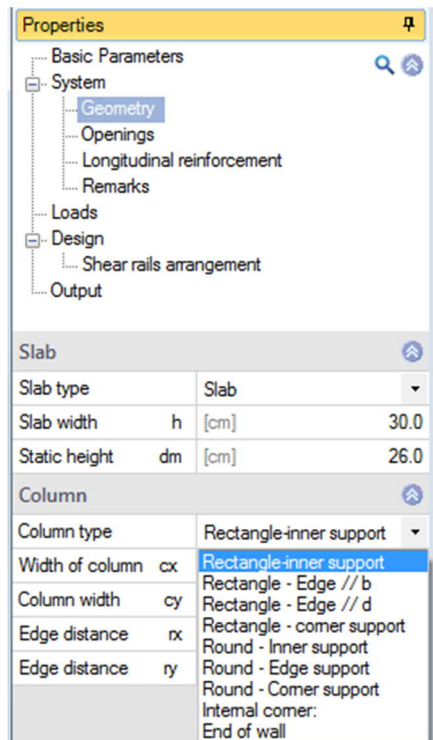 Properties
Basic Parameters
System
Geometry
Openings
Longitudinal reinforcement
Remarks
Loads
Design
Shear rails arrangement
Output
Slab
Slab type Slab
Slab width h [cm] 30.0
Static height dm [cm] 26.0
Column
Column type Rectangle-inner support
Width of column cx Rectangle-inner support
Rectangle - Edge // b
Column width cy Rectangle - Edge // d
Rectangle - corner support
Edge distance rx Round - Inner support
Round - Edge support
Edge distance ry Round - Corner support
Internal corner:
End of wall